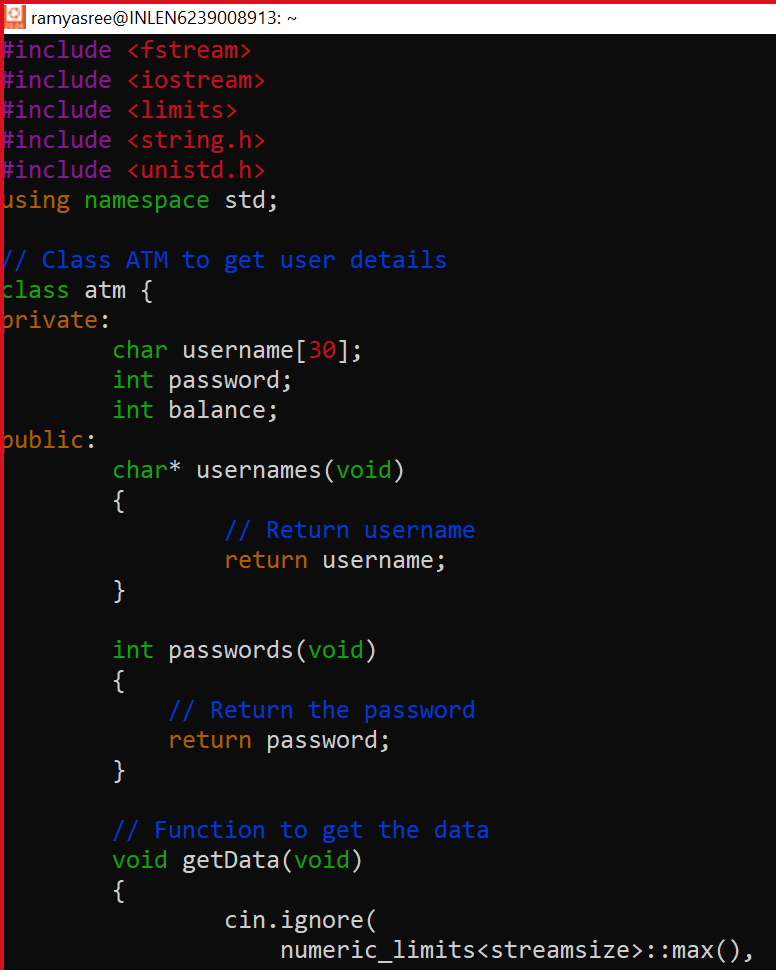 ramyasree@INLEN6239008913: ~
#include <fstream>
#include <iostream>
#include <limits>
#include <string.h>
#include <unistd.h>
using namespace std;

// Class ATM to get user details
class atm {
private:
        char username[30];
        int password;
        int balance;
public:
        char* usernames(void)
        {
                // Return username
                return username;
        }

        int passwords(void)
        {
            // Return the password
            return password;
        }

        // Function to get the data
        void getData(void)
        {
                cin.ignore(
                    numeric_limits<streamsize>::max(),